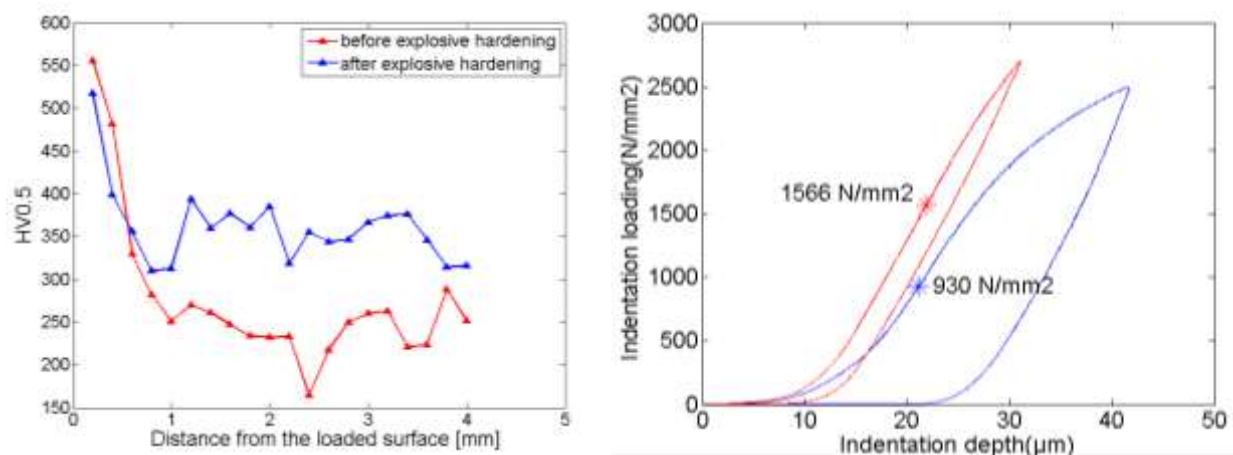 600
550
500
450
400
350
300
250
200
150
HV0.5
before explosive hardening
after explosive hardening
0 1 2 3 4 5
Distance from the loaded surface [mm]
3000
2500
2000
1500
1000
500
0
Indentation loading(N/mm2)
1566 N/mm2
930 N/mm2
0 10 20 30 40 50
Indentation depth(μm)